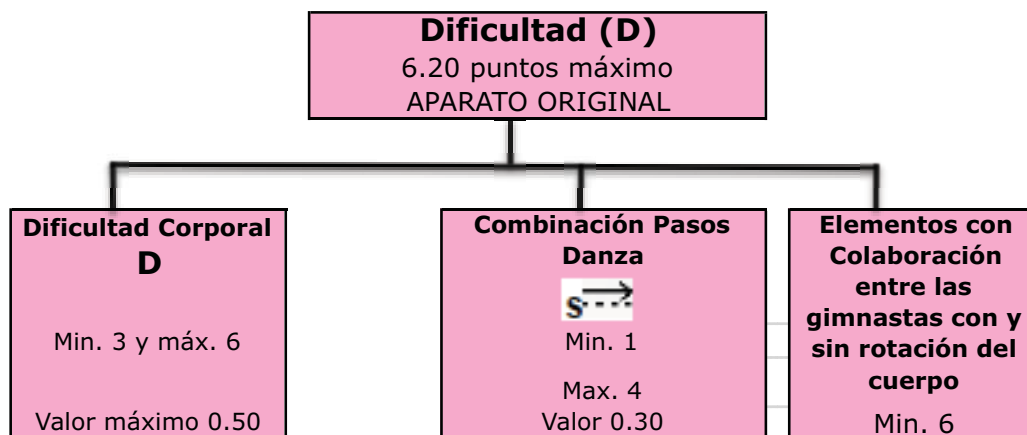 Dificultad (D)
6.20 puntos máximo
APARATO ORIGINAL
Dificultad Corporal
D
Min. 3 y máx. 6
Valor máximo 0.50
Combinación Pasos
Danza
S
Min. 1
Max. 4
Valor 0.30
Elementos con
Colaboración
entre las
gimnastas con y
sin rotación del
cuerpo
Min. 6